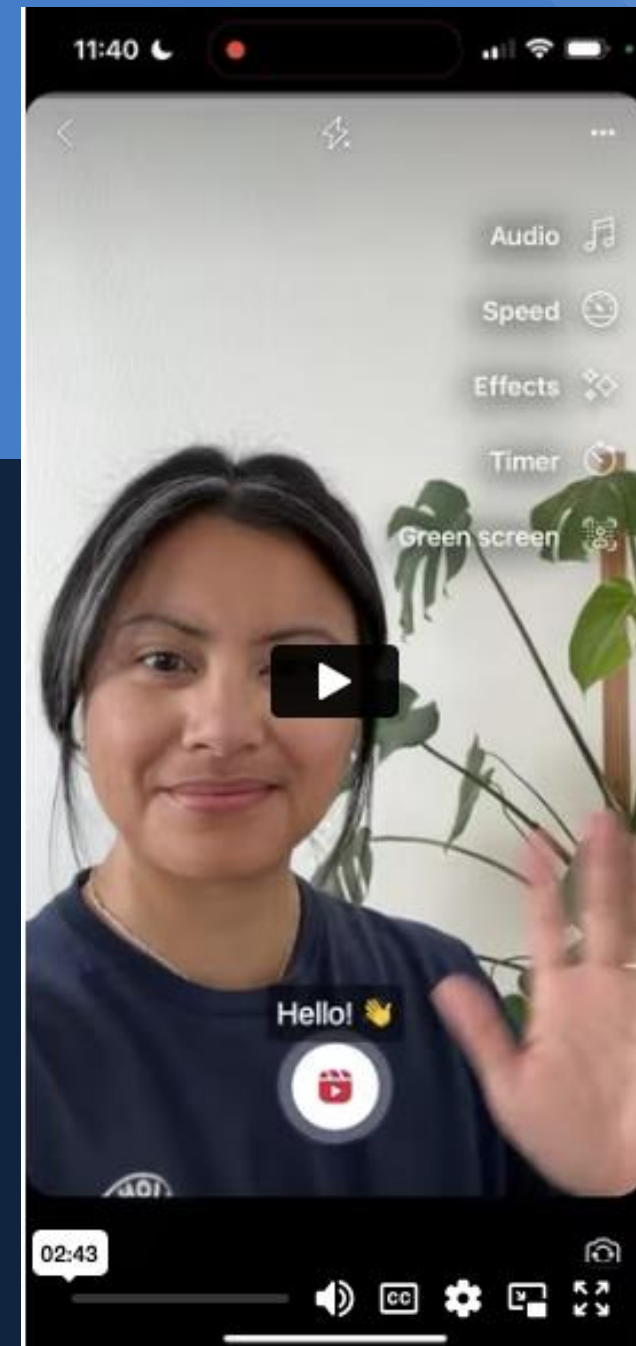 11:40
Audio
Speed
Effects
Timer
Green screen
Hello! 👋
02:43
CC